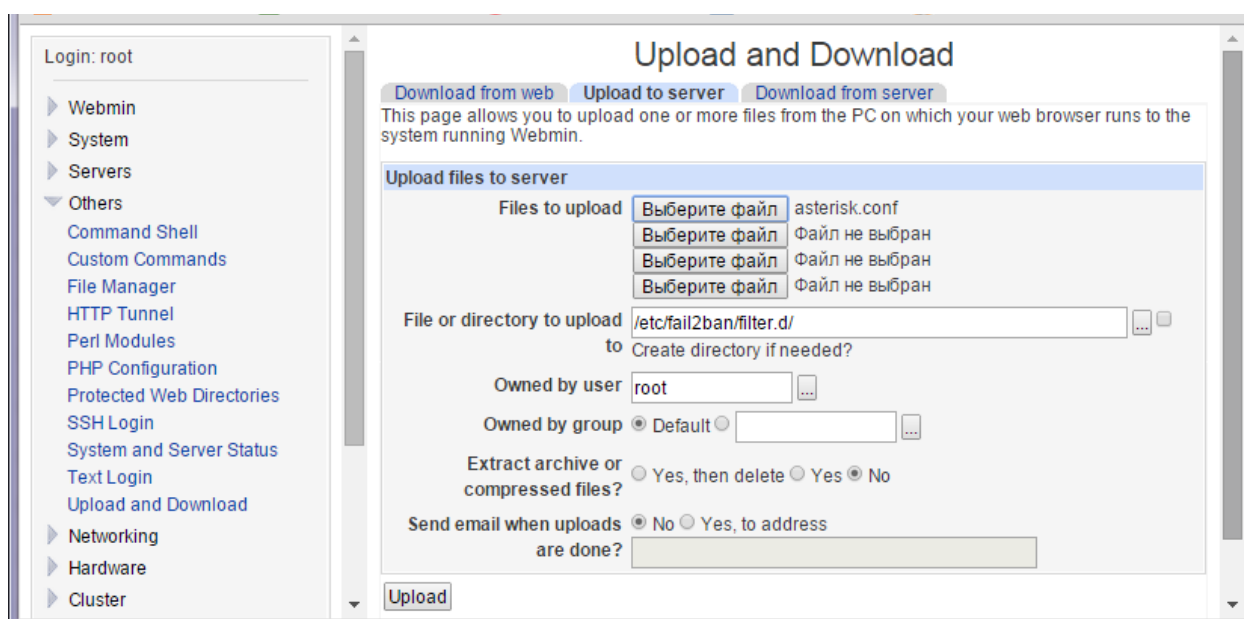 Login: root
Webmin
System
Servers
Others
Command Shell
Custom Commands
File Manager
HTTP Tunnel
Perl Modules
PHP Configuration
Protected Web Directories
SSH Login
System and Server Status
Text Login
Upload and Download
Networking
Hardware
Cluster
Upload and Download
Download from web Upload to server Download from server
This page allows you to upload one or more files from the PC on which your web browser runs to the
system running Webmin.
Upload files to server
Files to upload Выберите файл asterisk.conf
Выберите файл Файл не выбран
Выберите файл Файл не выбран
Выберите файл Файл не выбран
File or directory to upload /etc/fail2ban/filter.d/ ...
to Create directory if needed?
Owned by user root ...
Owned by group Default ...
Extract archive or
compressed files? Yes, then delete Yes No
Send email when uploads No Yes, to address
are done?
Upload